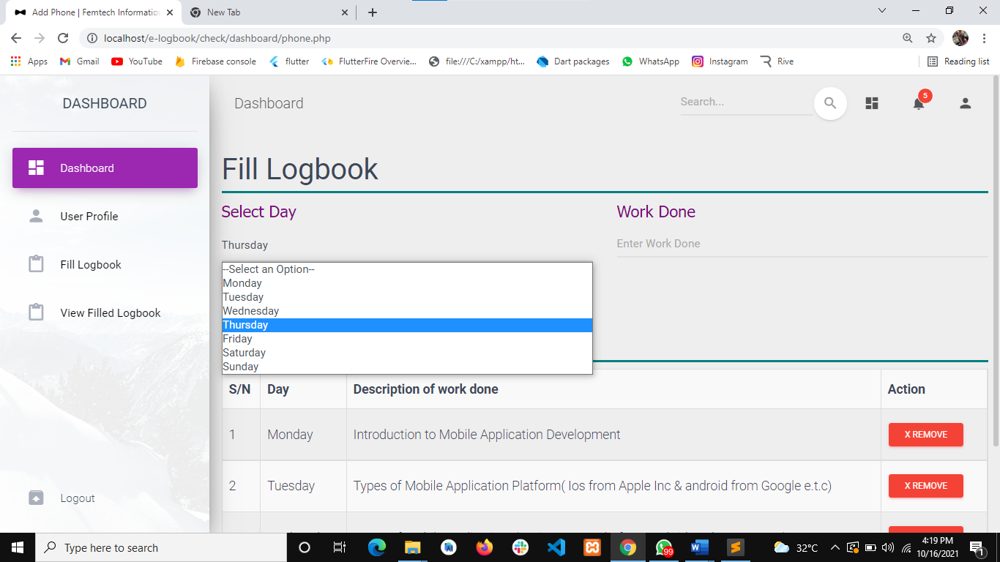 Add Phone | Femtech Informatio
New Tab
localhost/e-logbook/check/dashboard/phone.php
Apps Gmail YouTube Firebase console flutter FlutterFire Overvie... file:///C:/xampp/ht... Dart packages WhatsApp Instagram Rive Reading list
DASHBOARD
Dashboard
User Profile
Fill Logbook
View Filled Logbook
Logout
Dashboard
Search...
5
Fill Logbook
Select Day
Work Done
Thursday
Enter Work Done
--Select an Option--
Monday
Tuesday
Wednesday
Thursday
Friday
Saturday
Sunday
S/N Day Description of work done Action
1 Monday Introduction to Mobile Application Development X REMOVE
2 Tuesday Types of Mobile Application Platform( Ios from Apple Inc & android from Google e.t.c) X REMOVE
Type here to search
99
32°C
4:19 PM
10/16/2021
1